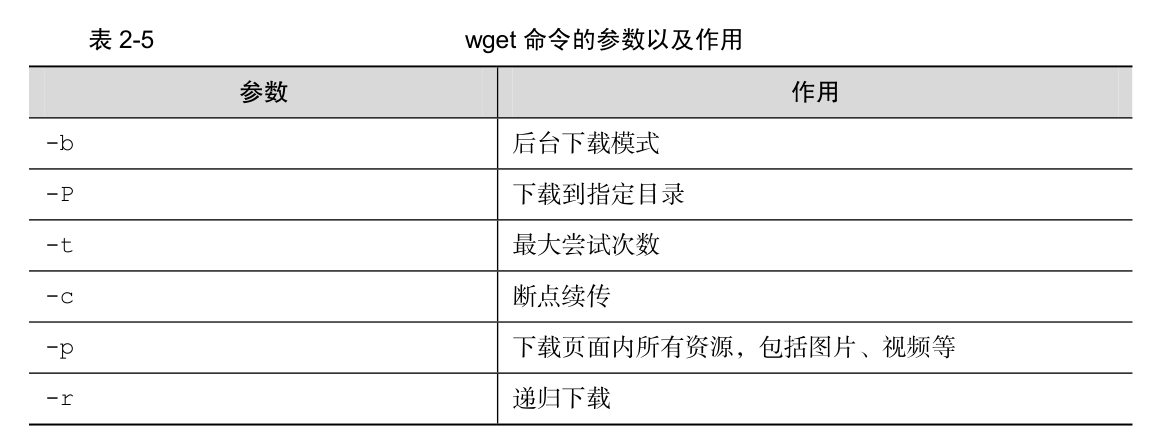 表 2-5 wget 命令的参数以及作用
参数 作用
-b 后台下载模式
-P 下载到指定目录
-t 最大尝试次数
-c 断点续传
-p 下载页面内所有资源，包括图片、视频等
-r 递归下载